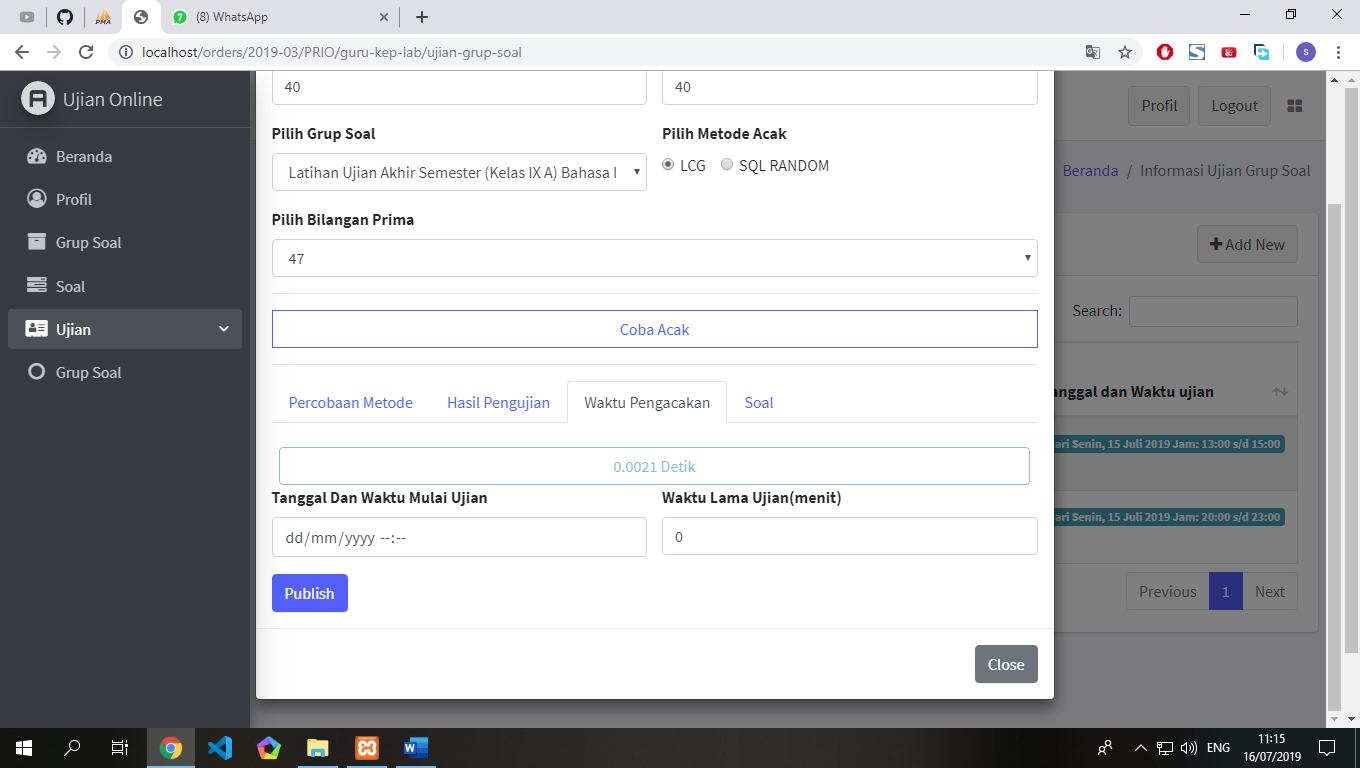 PMA
(8) WhatsApp
localhost/orders/2019-03/PRIO/guru-kep-lab/ujian-grup-soal
S
Ujian Online
Beranda
Profil
Grup Soal
Soal
Ujian
Grup Soal
40
40
Pilih Grup Soal
Pilih Metode Acak
Latihan Ujian Akhir Semester (Kelas IX A) Bahasa I
LCG
SQL RANDOM
Pilih Bilangan Prima
47
Coba Acak
Percobaan Metode
Hasil Pengujian
Waktu Pengacakan
Soal
0.0021 Detik
Tanggal Dan Waktu Mulai Ujian
Waktu Lama Ujian(menit)
dd/mm/yyyy --:--
0
Publish
Close
Profil
Logout
Beranda / Informasi Ujian Grup Soal
Add New
Search:
anggal dan Waktu ujian
ari Senin, 15 Juli 2019 Jam: 13:00 s/d 15:00
ari Senin, 15 Juli 2019 Jam: 20:00 s/d 23:00
Previous
1
Next
ENG
11:15
16/07/2019